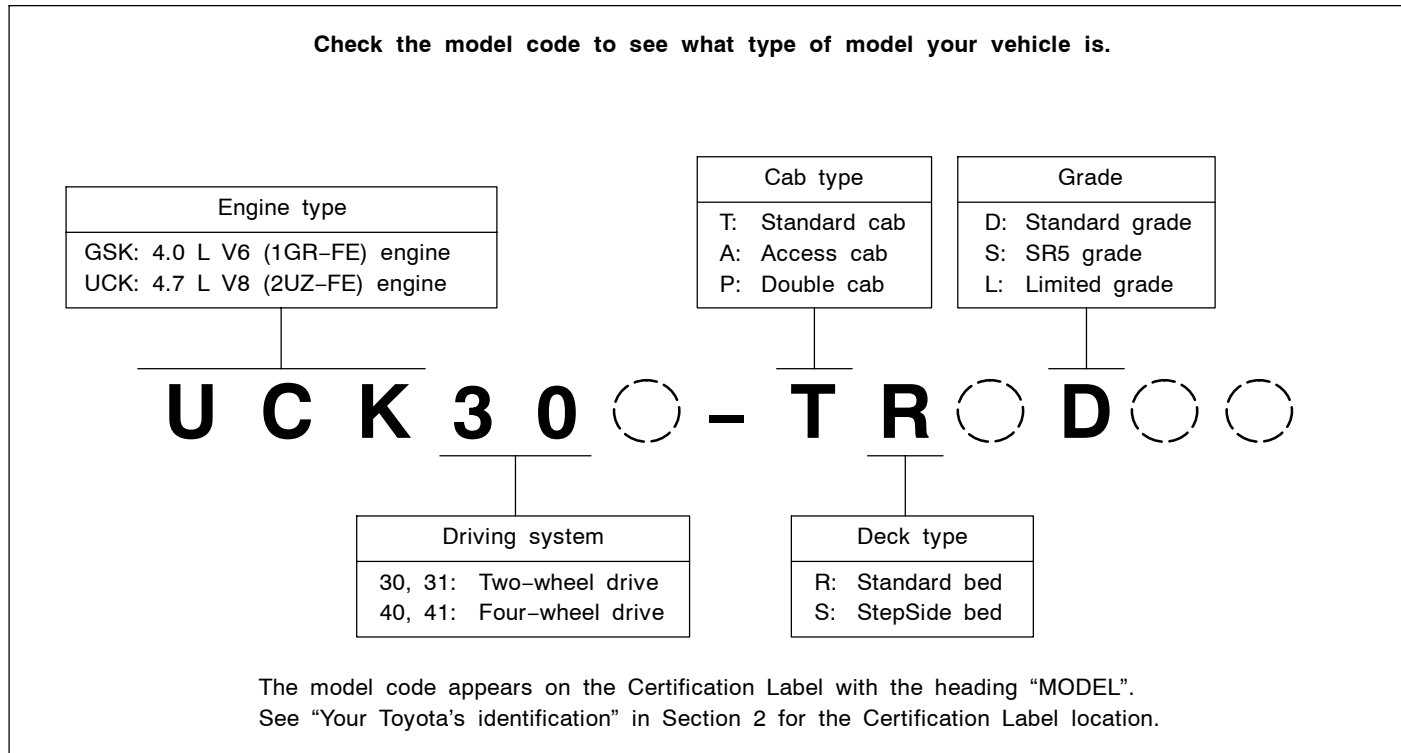 Check the model code to see what type of model your vehicle is.
Cab type
T: Standard cab
A: Access cab
P: Double cab
Grade
D: Standard grade
S: SR5 grade
L: Limited grade
Engine type
GSK: 4.0 L V6 (1GR−FE) engine
UCK: 4.7 L V8 (2UZ−FE) engine
U C K 3 0 – T R D
Driving system
30, 31: Two−wheel drive
40, 41: Four−wheel drive
Deck type
R: Standard bed
S: StepSide bed
The model code appears on the Certification Label with the heading “MODEL”.
See “Your Toyota’s identification” in Section 2 for the Certification Label location.